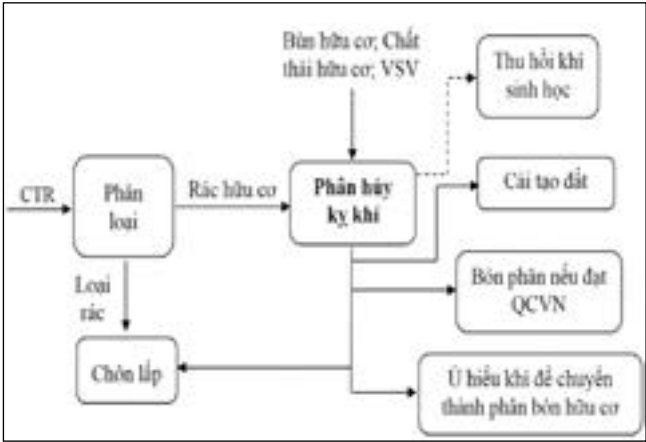 Bùn hữu cơ; Chất
thải hữu cơ; VSV
Thu hồi khí
sinh học
CTR
Phân
loại
Rác hữu cơ
Phân hủy
kỵ khí
Cải tạo đất
Loại
rác
Bón phân nếu đạt
QCVN
Chôn lấp
Ủ hiếu khí để chuyển
thành phân bón hữu cơ